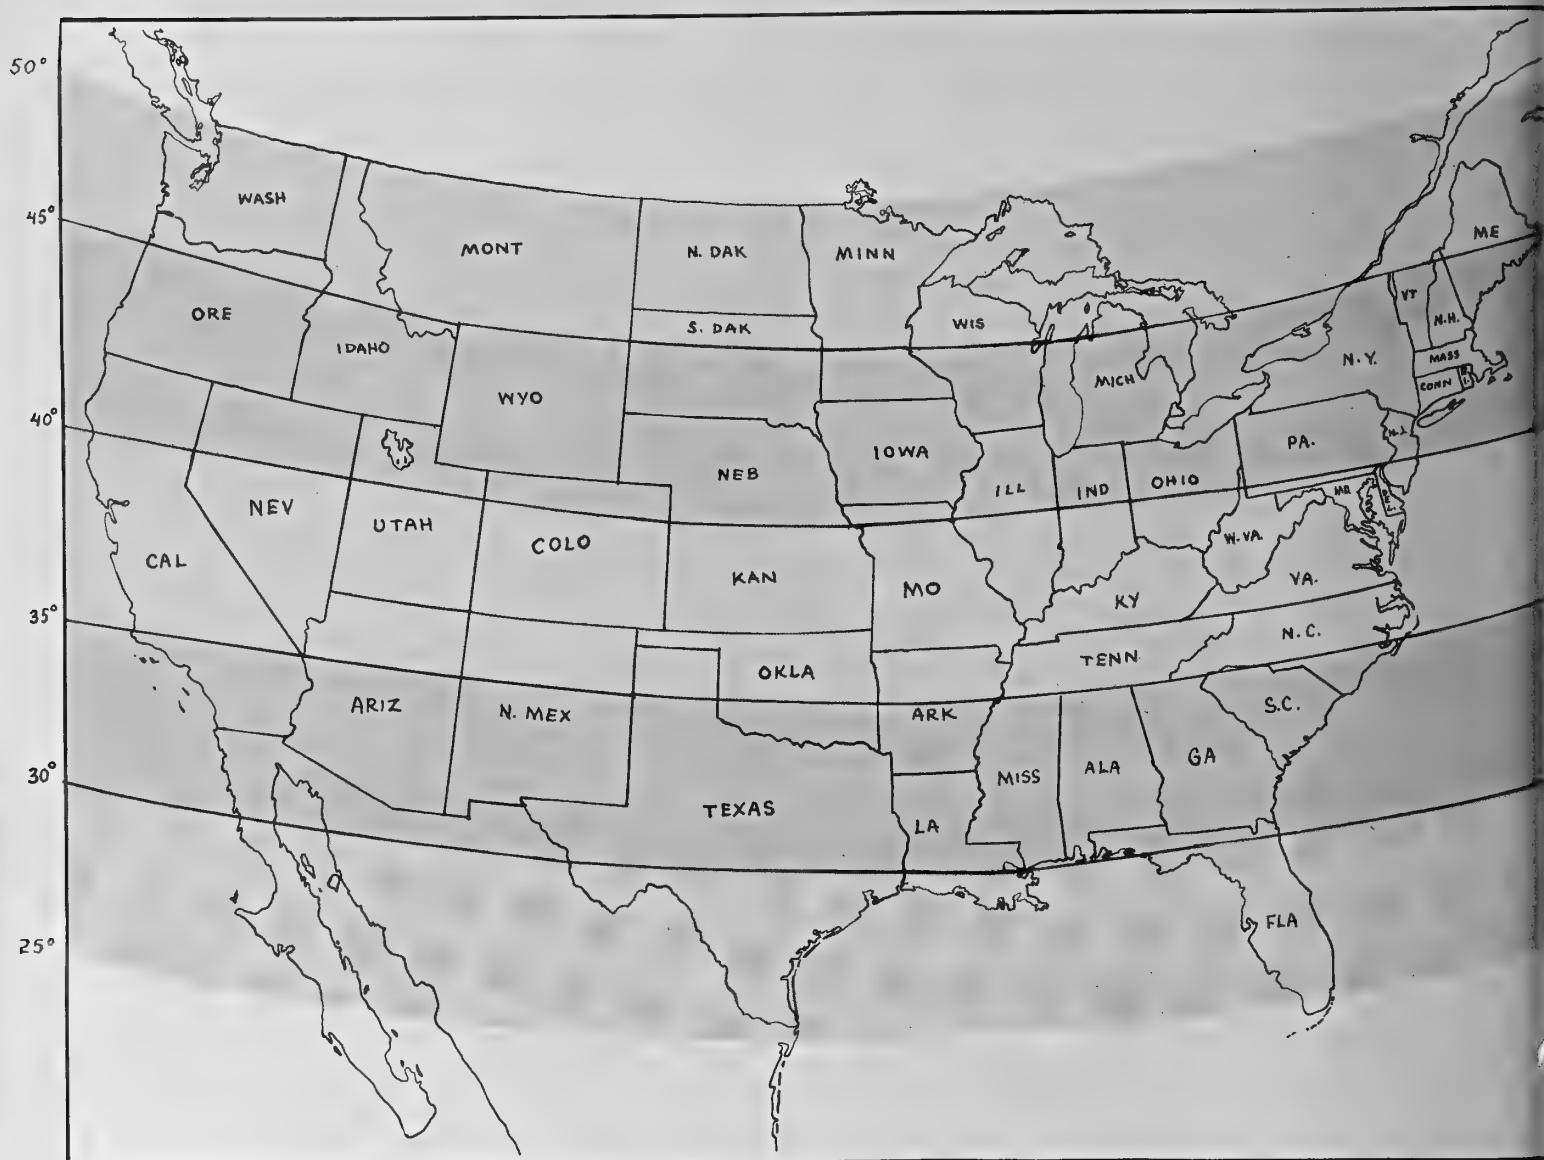 50°
45°
40°
35°
30°
25°
WASH
MONT
N. DAK
MINN
ME
ORE
IDAHO
S. DAK
WIS
VT
N.H.
WYO
MICH
N.Y.
MASS
CONN
R.I.
NEB
IOWA
PA.
N.J.
NEV
UTAH
ILL
IND
OHIO
MD.
DEL
CAL
COLO
KAN
MO
W.VA.
VA.
KY
N.C.
TENN
OKLA
ARIZ
N. MEX
ARK
S.C.
TEXAS
LA
MISS
ALA
GA
FLA